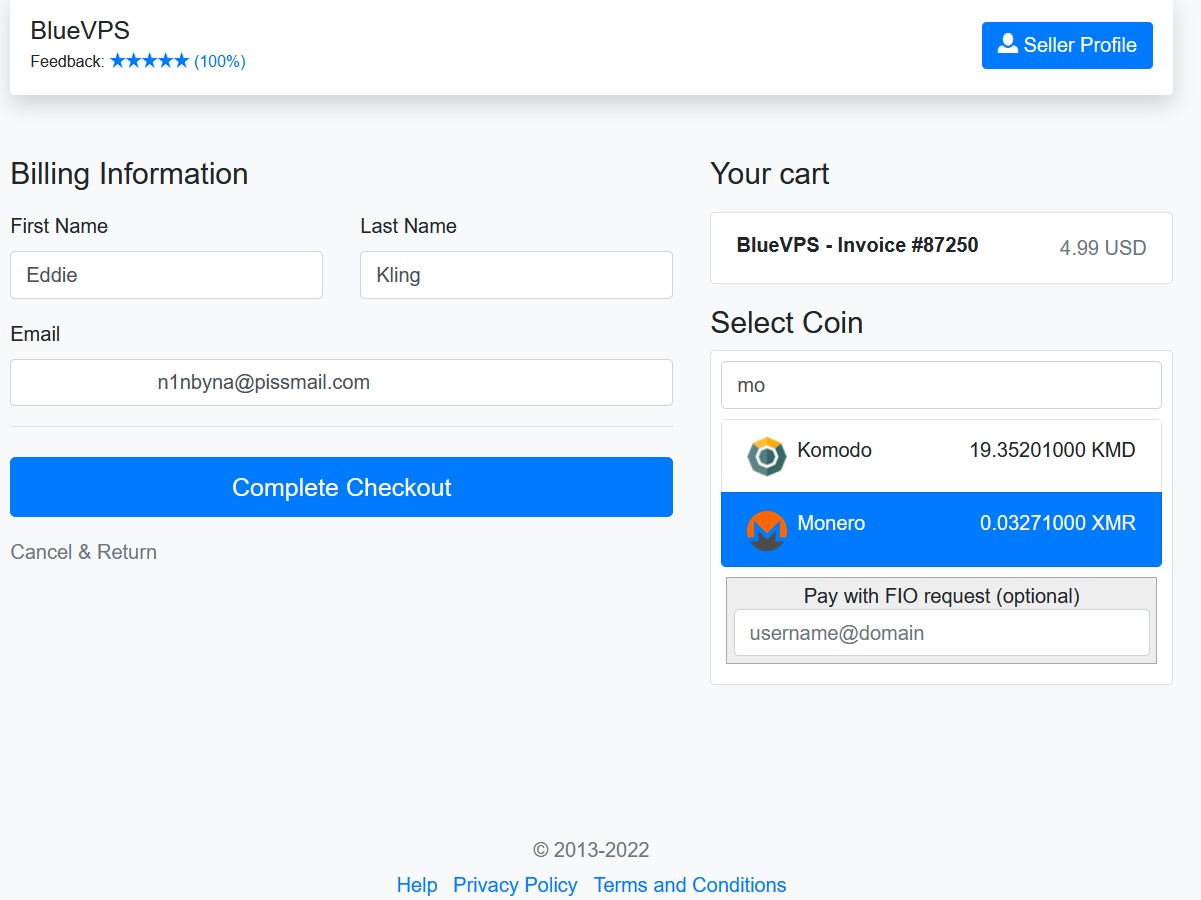 BlueVPS
Feedback: ★★★★★ (100%)
Seller Profile
Billing Information
First Name
Last Name
Eddie
Kling
Email
n1nbyna@pissmail.com
Complete Checkout
Cancel & Return
Your cart
BlueVPS - Invoice #87250
4.99 USD
Select Coin
mo
Komodo 19.35201000 KMD
Monero 0.03271000 XMR
Pay with FIO request (optional)
username@domain
© 2013-2022
Help Privacy Policy Terms and Conditions